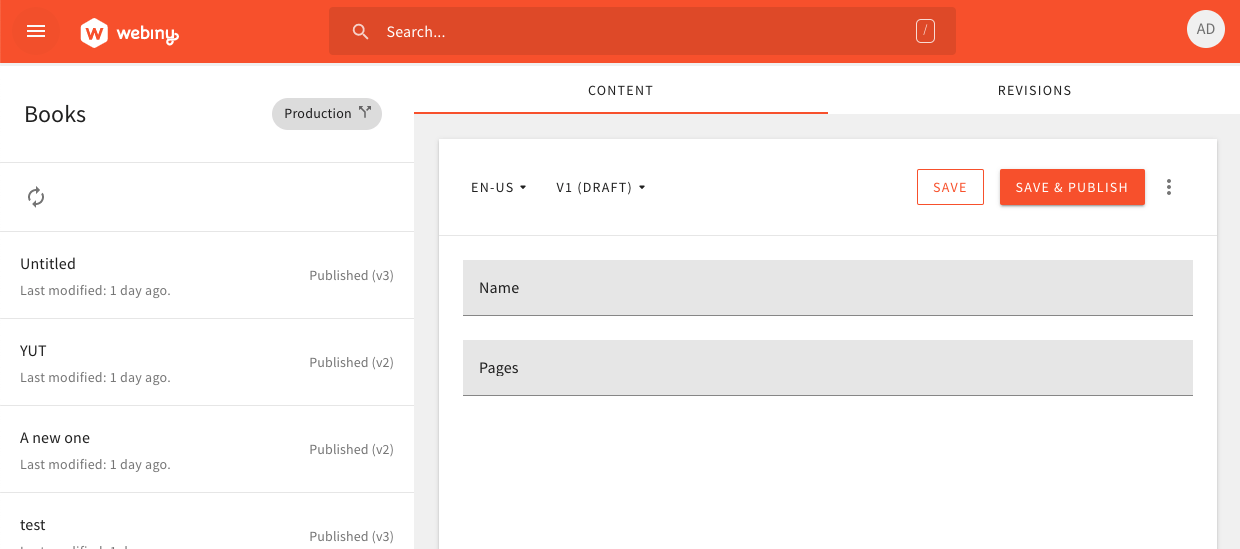 webiny
Search...
/
AD
Books
Production
CONTENT
REVISIONS
EN-US
V1 (DRAFT)
SAVE
SAVE & PUBLISH
Untitled
Last modified: 1 day ago.
Published (v3)
YUT
Last modified: 1 day ago.
Published (v2)
A new one
Last modified: 1 day ago.
Published (v2)
test
Published (v3)
Name
Pages